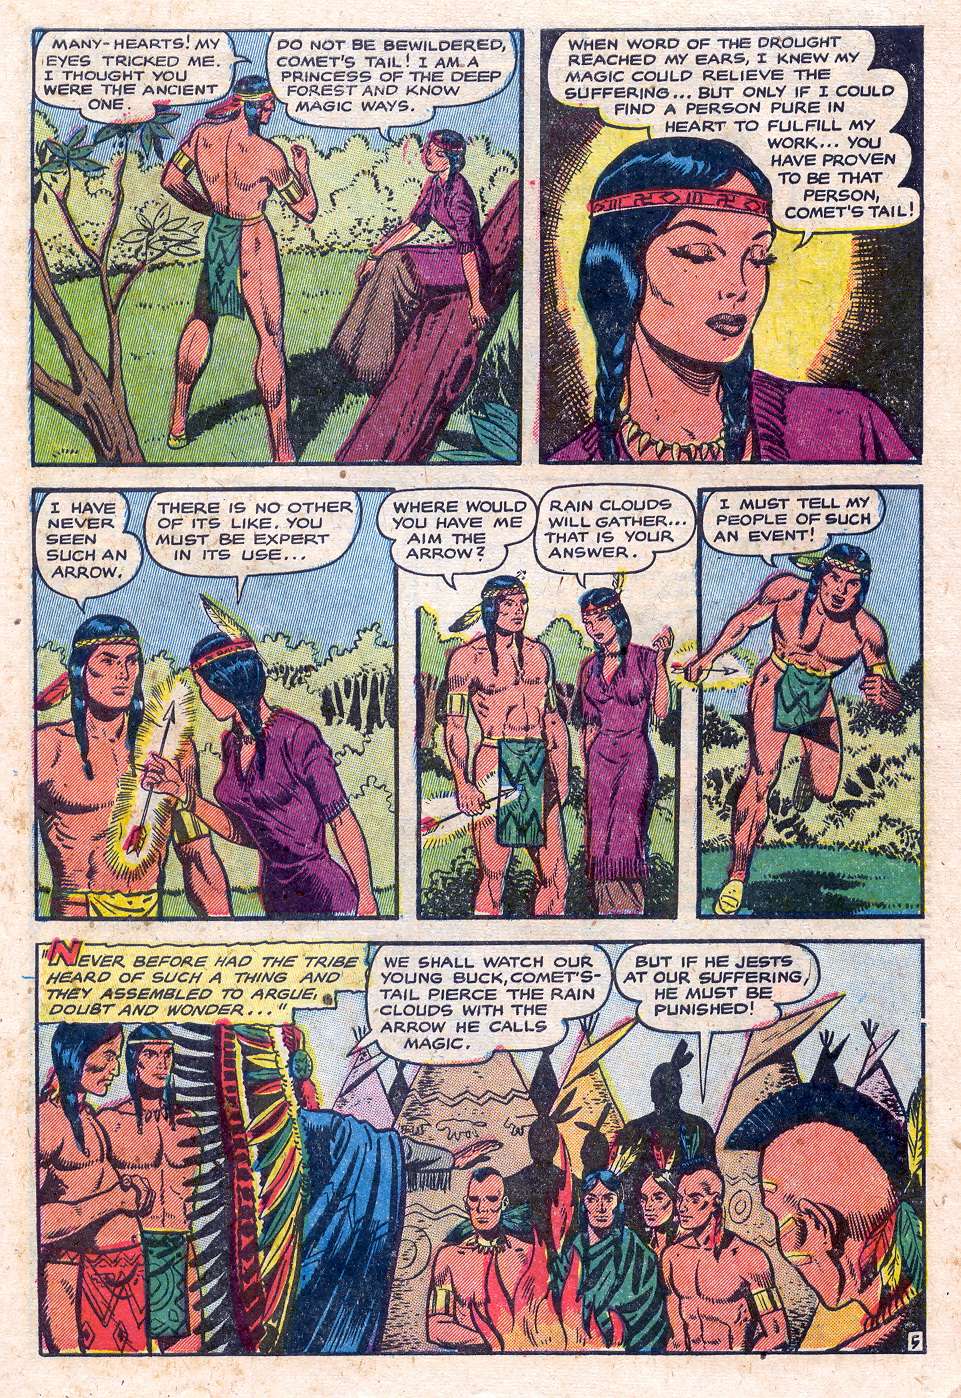 MANY-HEARTS! MY
EYES TRICKED ME.
I THOUGHT YOU
WERE THE ANCIENT
ONE.
DO NOT BE BEWILDERED,
COMET'S TAIL! I AM A
PRINCESS OF THE DEEP
FOREST AND KNOW
MAGIC WAYS.
WHEN WORD OF THE DROUGHT
REACHED MY EARS, I KNEW MY
MAGIC COULD RELIEVE THE
SUFFERING... BUT ONLY IF I COULD
FIND A PERSON PURE IN
HEART TO FULFILL MY
WORK... YOU
HAVE PROVEN
TO BE THAT
PERSON,
COMET'S TAIL!
I HAVE
NEVER
SEEN
SUCH AN
ARROW.
THERE IS NO OTHER
OF ITS LIKE. YOU
MUST BE EXPERT
IN ITS USE...
WHERE WOULD
YOU HAVE ME
AIM THE
ARROW?
RAIN CLOUDS
WILL GATHER...
THAT IS YOUR
ANSWER.
I MUST TELL MY
PEOPLE OF SUCH
AN EVENT!
"NEVER BEFORE HAD THE TRIBE
HEARD OF SUCH A THING AND
THEY ASSEMBLED TO ARGUE,
DOUBT AND WONDER..."
WE SHALL WATCH OUR
YOUNG BUCK, COMET'S-
TAIL PIERCE THE RAIN
CLOUDS WITH THE
ARROW HE CALLS
MAGIC.
BUT IF HE JESTS
AT OUR SUFFERING,
HE MUST BE
PUNISHED!
5